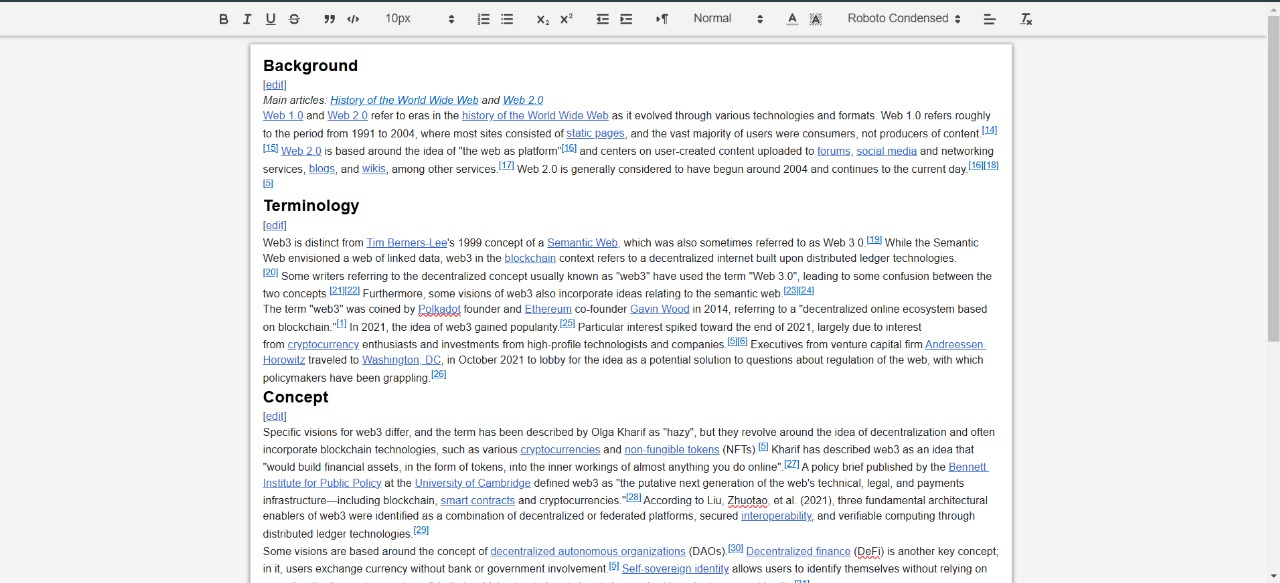 B I U S 10px X₂ X² Normal A A Roboto Condensed Tx
Background
[edit]
Main articles: History of the World Wide Web and Web 2.0
Web 1.0 and Web 2.0 refer to eras in the history of the World Wide Web as it evolved through various technologies and formats. Web 1.0 refers roughly
to the period from 1991 to 2004, where most sites consisted of static pages, and the vast majority of users were consumers, not producers of content.[14]
[15] Web 2.0 is based around the idea of "the web as platform"[16] and centers on user-created content uploaded to forums, social media and networking
services, blogs, and wikis, among other services.[17] Web 2.0 is generally considered to have begun around 2004 and continues to the current day.[16][18]
[5]
Terminology
[edit]
Web3 is distinct from Tim Berners-Lee's 1999 concept of a Semantic Web, which was also sometimes referred to as Web 3.0.[19] While the Semantic
Web envisioned a web of linked data, web3 in the blockchain context refers to a decentralized internet built upon distributed ledger technologies.
[20] Some writers referring to the decentralized concept usually known as "web3" have used the term "Web 3.0", leading to some confusion between the
two concepts.[21][22] Furthermore, some visions of web3 also incorporate ideas relating to the semantic web.[23][24]
The term "web3" was coined by Polkadot founder and Ethereum co-founder Gavin Wood in 2014, referring to a "decentralized online ecosystem based
on blockchain."[1] In 2021, the idea of web3 gained popularity.[25] Particular interest spiked toward the end of 2021, largely due to interest
from cryptocurrency enthusiasts and investments from high-profile technologists and companies.[5][6] Executives from venture capital firm Andreessen
Horowitz traveled to Washington, DC, in October 2021 to lobby for the idea as a potential solution to questions about regulation of the web, with which
policymakers have been grappling.[26]
Concept
[edit]
Specific visions for web3 differ, and the term has been described by Olga Kharif as "hazy", but they revolve around the idea of decentralization and often
incorporate blockchain technologies, such as various cryptocurrencies and non-fungible tokens (NFTs).[5] Kharif has described web3 as an idea that
"would build financial assets, in the form of tokens, into the inner workings of almost anything you do online".[27] A policy brief published by the Bennett
Institute for Public Policy at the University of Cambridge defined web3 as "the putative next generation of the web's technical, legal, and payments
infrastructure—including blockchain, smart contracts and cryptocurrencies."[28] According to Liu, Zhuotao, et al. (2021), three fundamental architectural
enablers of web3 were identified as a combination of decentralized or federated platforms, secured interoperability, and verifiable computing through
distributed ledger technologies.[29]
Some visions are based around the concept of decentralized autonomous organizations (DAOs).[30] Decentralized finance (DeFi) is another key concept;
in it, users exchange currency without bank or government involvement.[5] Self-sovereign identity allows users to identify themselves without relying on